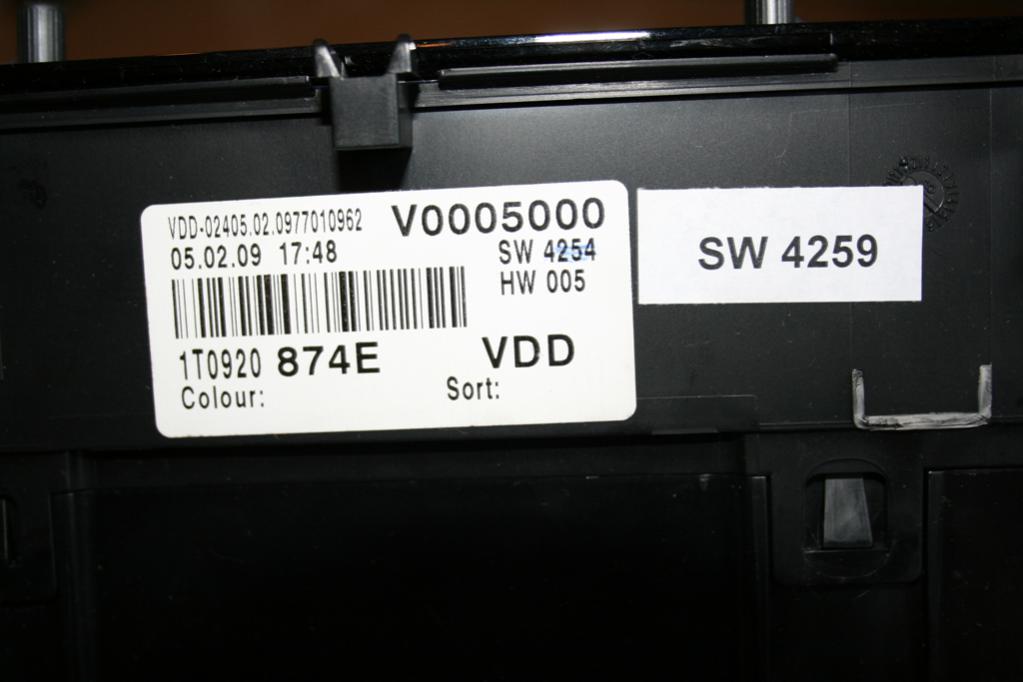 VDD-02405.02.0977010962 V0005000
05.02.09 17:48 SW 4254
HW 005
SW 4259
1T0920 874E VDD
Colour: Sort: